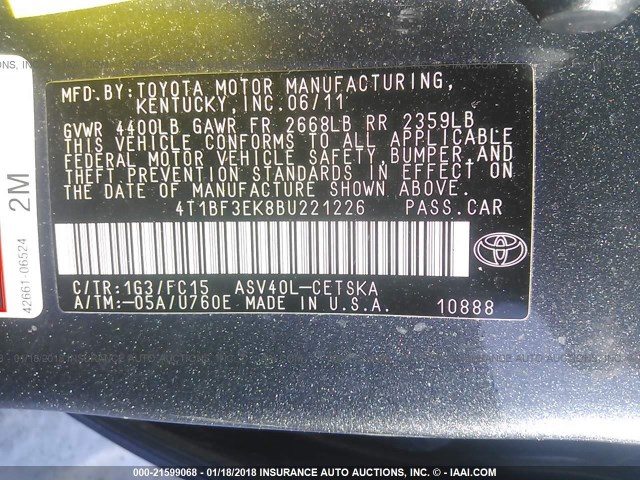 MFD.BY:TOYOTA MOTOR MANUFACTURING,
KENTUCKY,INC.06/11
GVWR 4400LB GAWR FR 2668LB RR 2359LB
THIS VEHICLE CONFORMS TO ALL APPLICABLE
FEDERAL MOTOR VEHICLE SAFETY,BUMPER,AND
THEFT PREVENTION STANDARDS IN EFFECT ON
THE DATE OF MANUFACTURE SHOWN ABOVE.
4T1BF3EK8BU221226 PASS.CAR
C/TR:1G3/FC15 ASV40L-CETSKA
A/TM:-05A/U760E MADE IN U.S.A.
10888
TOYOTA
2M
42661-06524
000-21599068 - 01/18/2018 - INSURANCE AUTO AUCTIONS, INC. - IAAI.COM